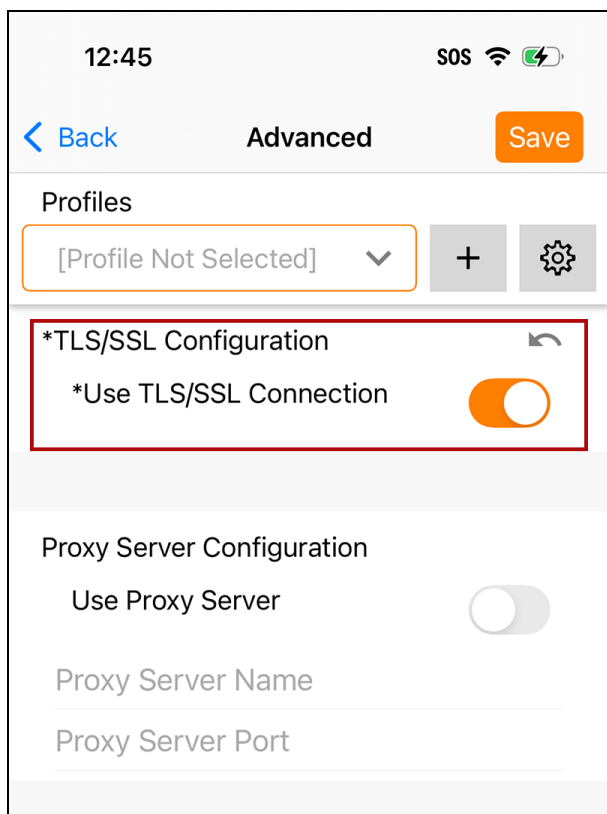 12:45 SOS
Back Advanced Save
Profiles
[Profile Not Selected] +
*TLS/SSL Configuration
*Use TLS/SSL Connection
Proxy Server Configuration
Use Proxy Server
Proxy Server Name
Proxy Server Port